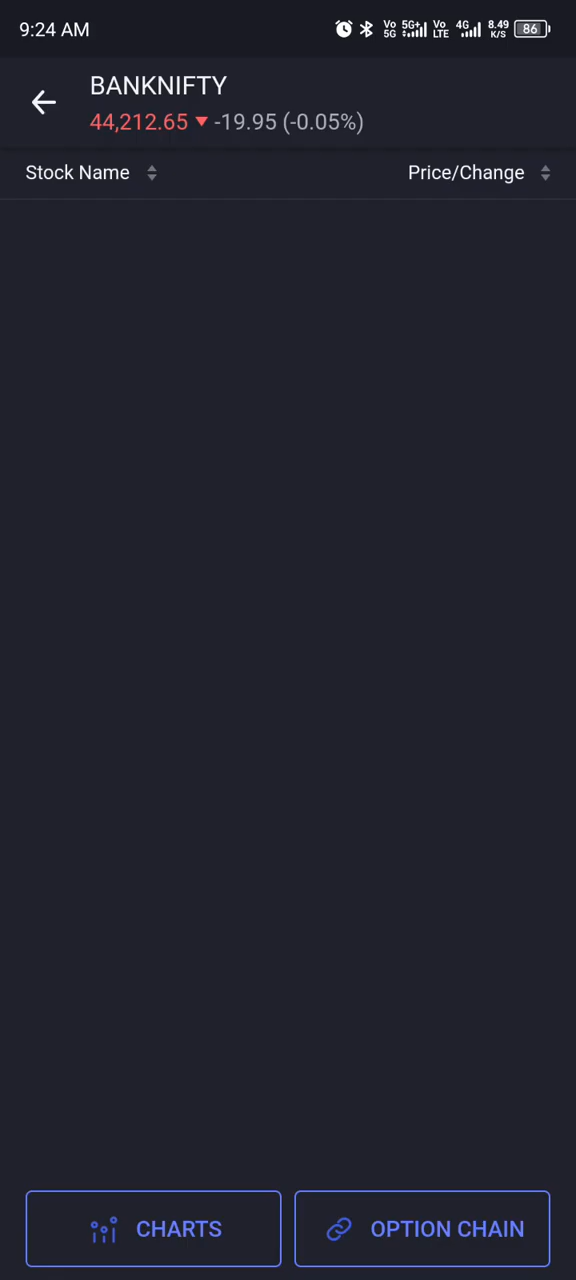 9:24 AM Vo 5G 5G+ Vo LTE 4G 8.49 K/S 86
BANKNIFTY
44,212.65 ▼ -19.95 (-0.05%)
Stock Name Price/Change
CHARTS OPTION CHAIN